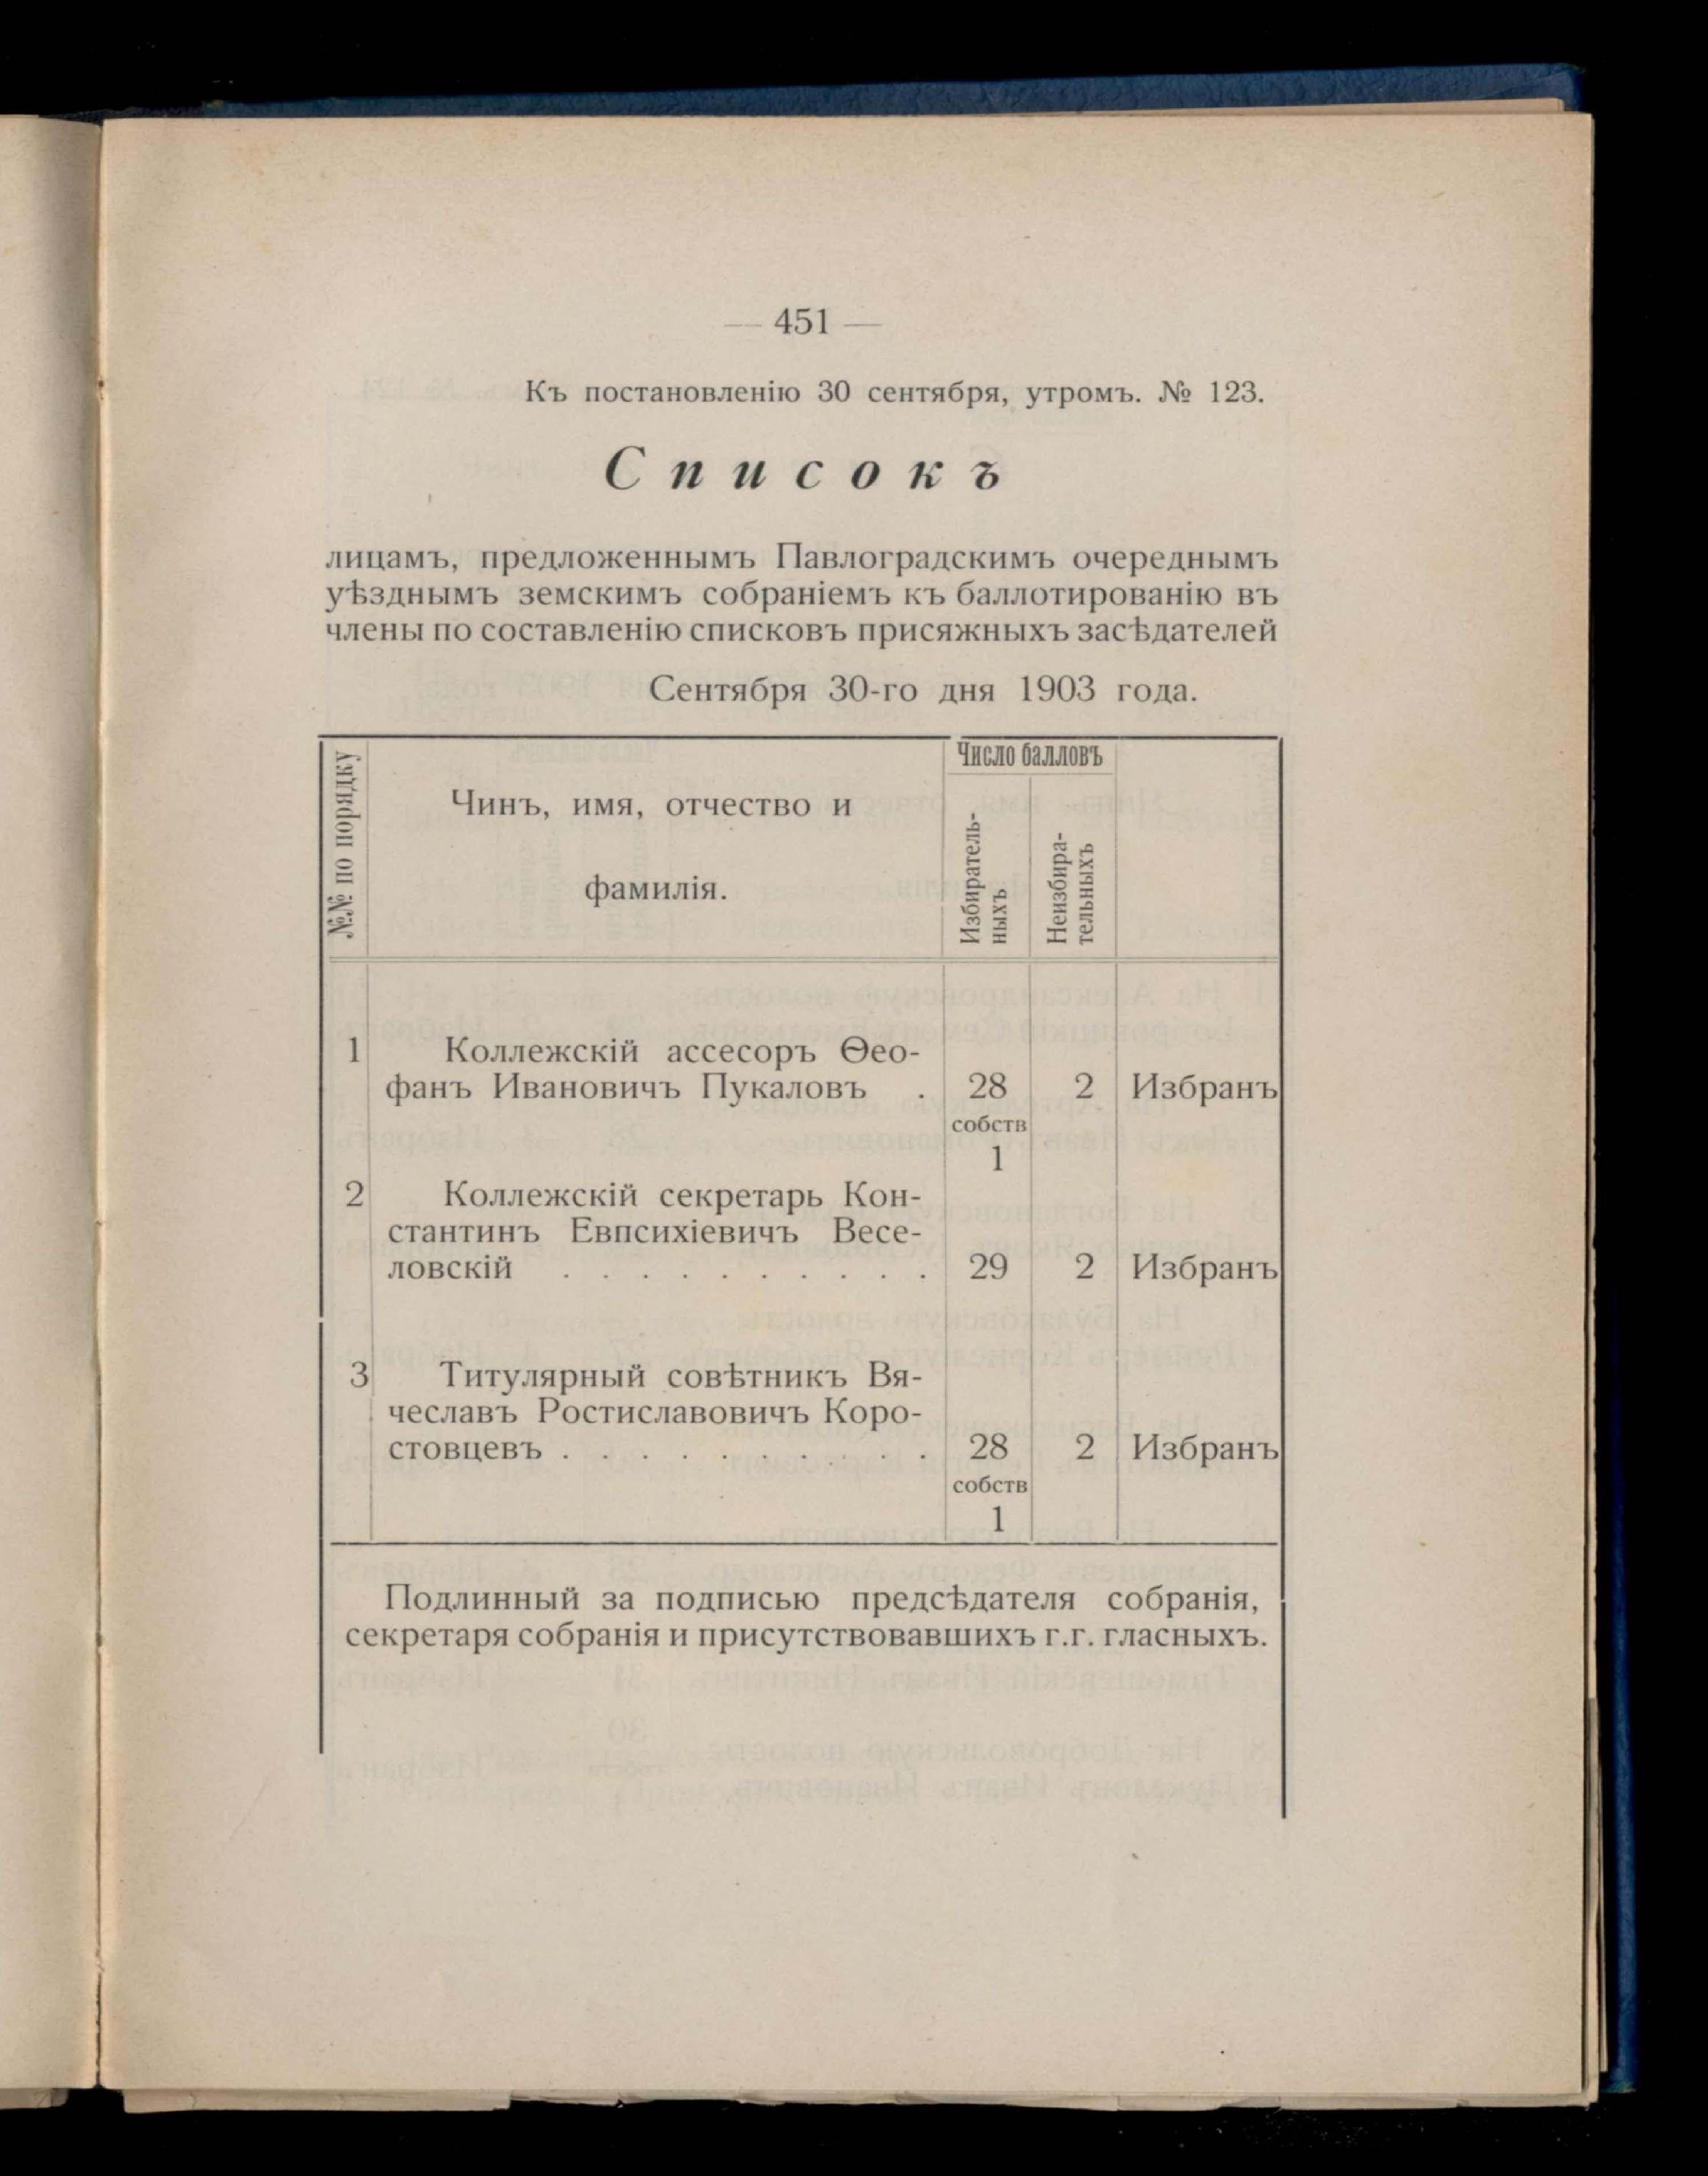 — 451 —
Къ постановленію 30 сентября, утромъ. № 123.
Списокъ
лицамъ, предложеннымъ Павлоградскимъ очереднымъ
уѣзднымъ земскимъ собраніемъ къ баллотированію въ
члены по составленію списковъ присяжныхъ засѣдателей
Сентября 30-го дня 1903 года.
№№ по порядку
Чинъ, имя, отчество и
фамилія.
Число балловъ
Избиратель-
ныхъ
Неизбира-
тельныхъ
1 Коллежскій ассесоръ Ѳео-
фанъ Ивановичъ Пукаловъ . 28 2 Избранъ
собств
1
2 Коллежскій секретарь Кон-
стантинъ Евпсихіевичъ Весе-
ловскій . . . . . . . . . . 29 2 Избранъ
3 Титулярный совѣтникъ Вя-
чеславъ Ростиславовичъ Коро-
стовцевъ . . . . . . . . . . 28 2 Избранъ
собств
1
Подлинный за подписью предсѣдателя собранія,
секретаря собранія и присутствовавшихъ г.г. гласныхъ.